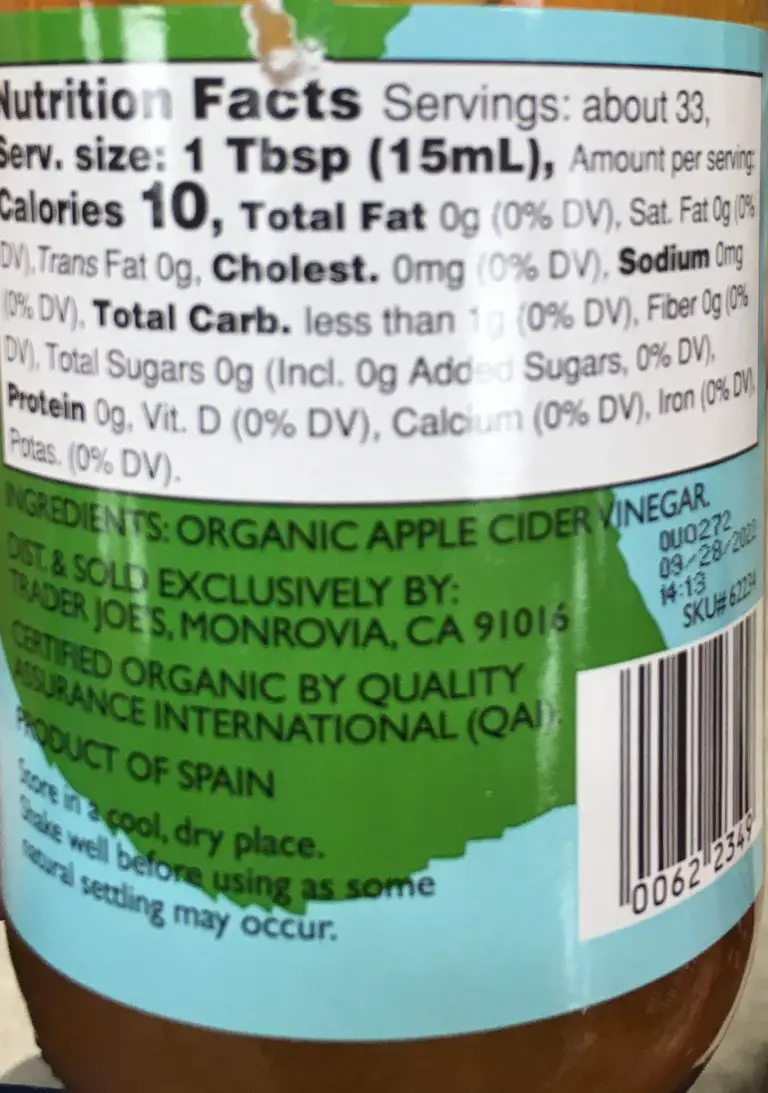 Nutrition Facts Servings: about 33,
Serv. size: 1 Tbsp (15mL), Amount per serving:
Calories 10, Total Fat 0g (0% DV), Sat. Fat 0g (0%
DV), Trans Fat 0g, Cholest. 0mg (0% DV), Sodium 0mg
(0% DV), Total Carb. less than 1g (0% DV), Fiber 0g (0%
DV), Total Sugars 0g (Incl. 0g Added Sugars, 0% DV),
Protein 0g, Vit. D (0% DV), Calcium (0% DV), Iron (0% DV),
Potas. (0% DV).
INGREDIENTS: ORGANIC APPLE CIDER VINEGAR.
DIST. & SOLD EXCLUSIVELY BY:
TRADER JOE'S, MONROVIA, CA 91016
CERTIFIED ORGANIC BY QUALITY
ASSURANCE INTERNATIONAL (QAI).
PRODUCT OF SPAIN
Store in a cool, dry place.
Shake well before using as some
natural settling may occur.
0U0272
14:13
SKU#
0062 2349